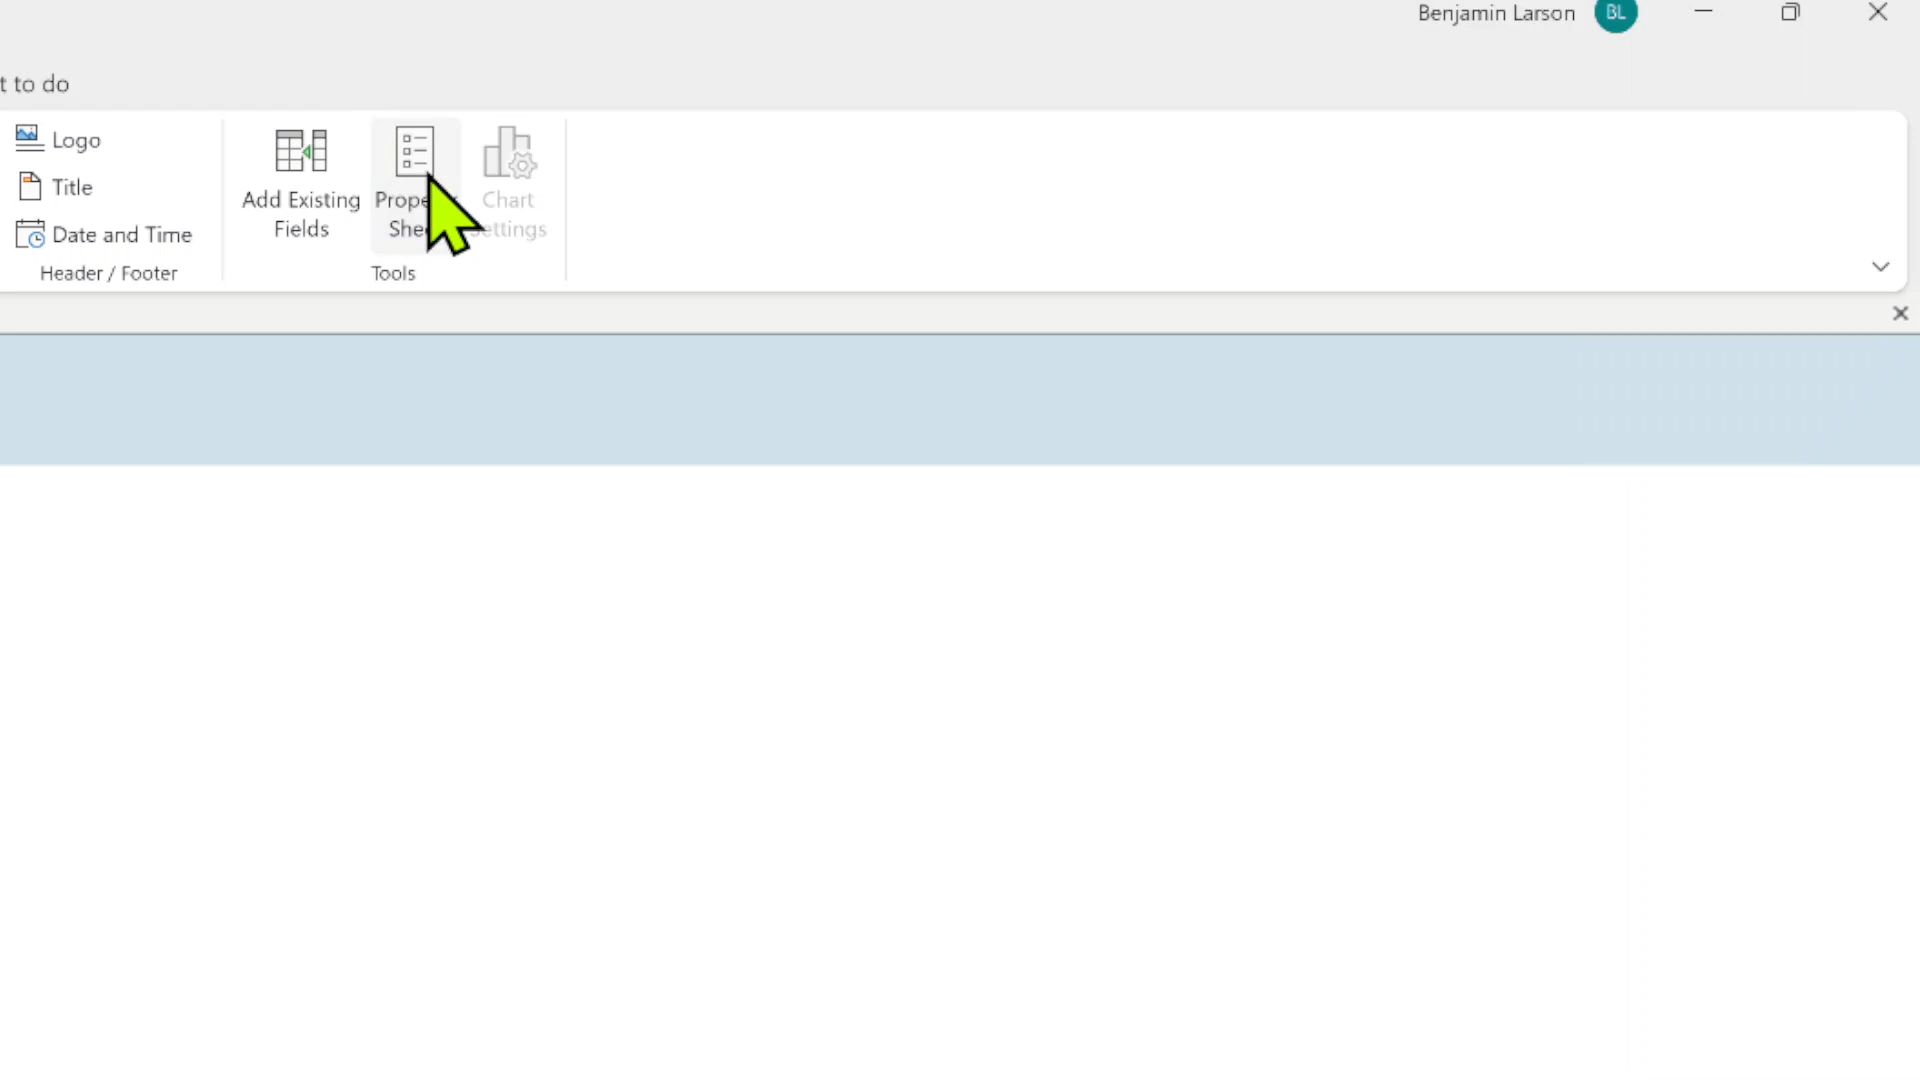 Benjamin Larson BL
t to do
Logo
Title
Date and Time
Header / Footer
Add Existing
Fields
Chart
Tools